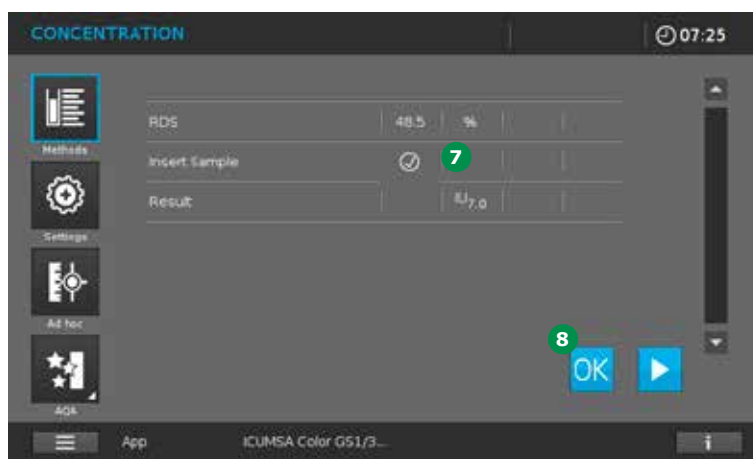 CONCENTRATION 07:25
RDS 48.5 %
Methods
Insert Sample 7
Result IU7.0
Settings
Ad hoc
8
OK
AQA
App ICUMSA Color GS1/3...
i